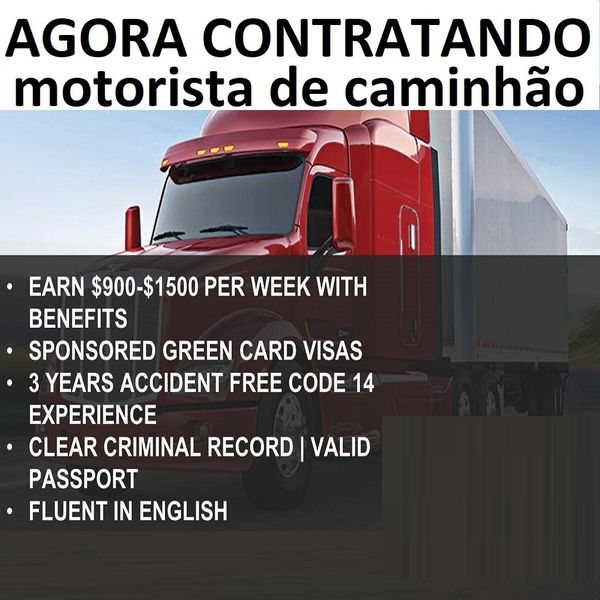 AGORA CONTRATANDO
motorista de caminhão
• EARN $900-$1500 PER WEEK WITH
BENEFITS
• SPONSORED GREEN CARD VISAS
• 3 YEARS ACCIDENT FREE CODE 14
EXPERIENCE
• CLEAR CRIMINAL RECORD | VALID
PASSPORT
• FLUENT IN ENGLISH